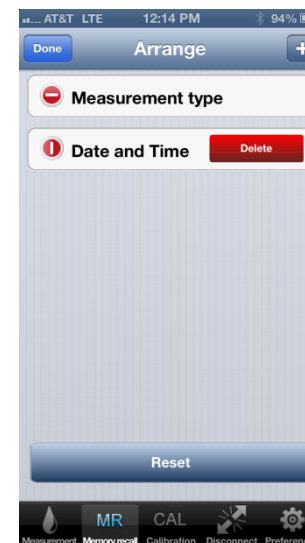 AT&T LTE 12:14 PM 94%
Done Arrange +
Measurement type
Date and Time Delete
Reset
MR CAL
Measurement Memory recall Calibration Disconnect Preferenc